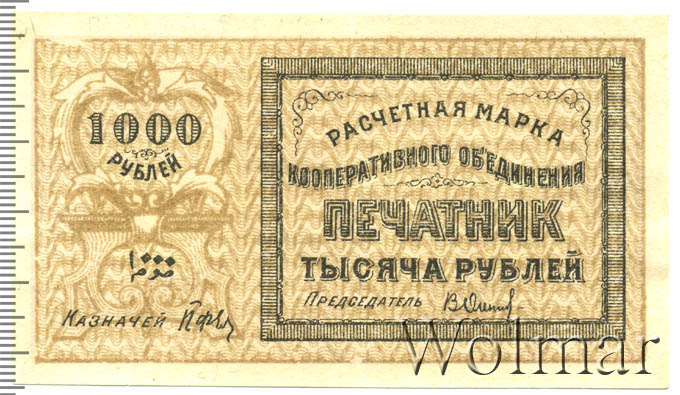 1000
РУБЛЕЙ
КАЗНАЧЕЙ
РАСЧЕТНАЯ МАРКА
КООПЕРАТИВНОГО ОБЪЕДИНЕНИЯ
ПЕЧАТНИК
ТЫСЯЧА РУБЛЕЙ
ПРЕДСЕДАТЕЛЬ
Wolmar